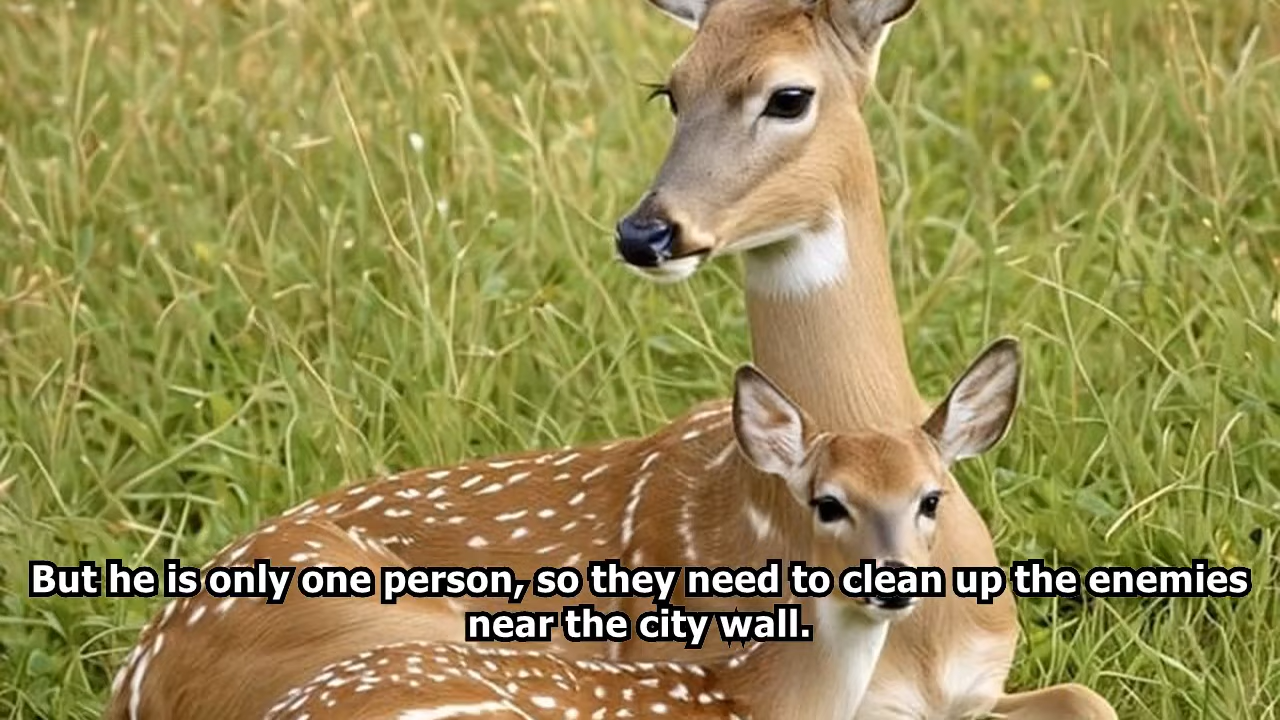 But he is only one person, so they need to clean up the enemies
near the city wall.